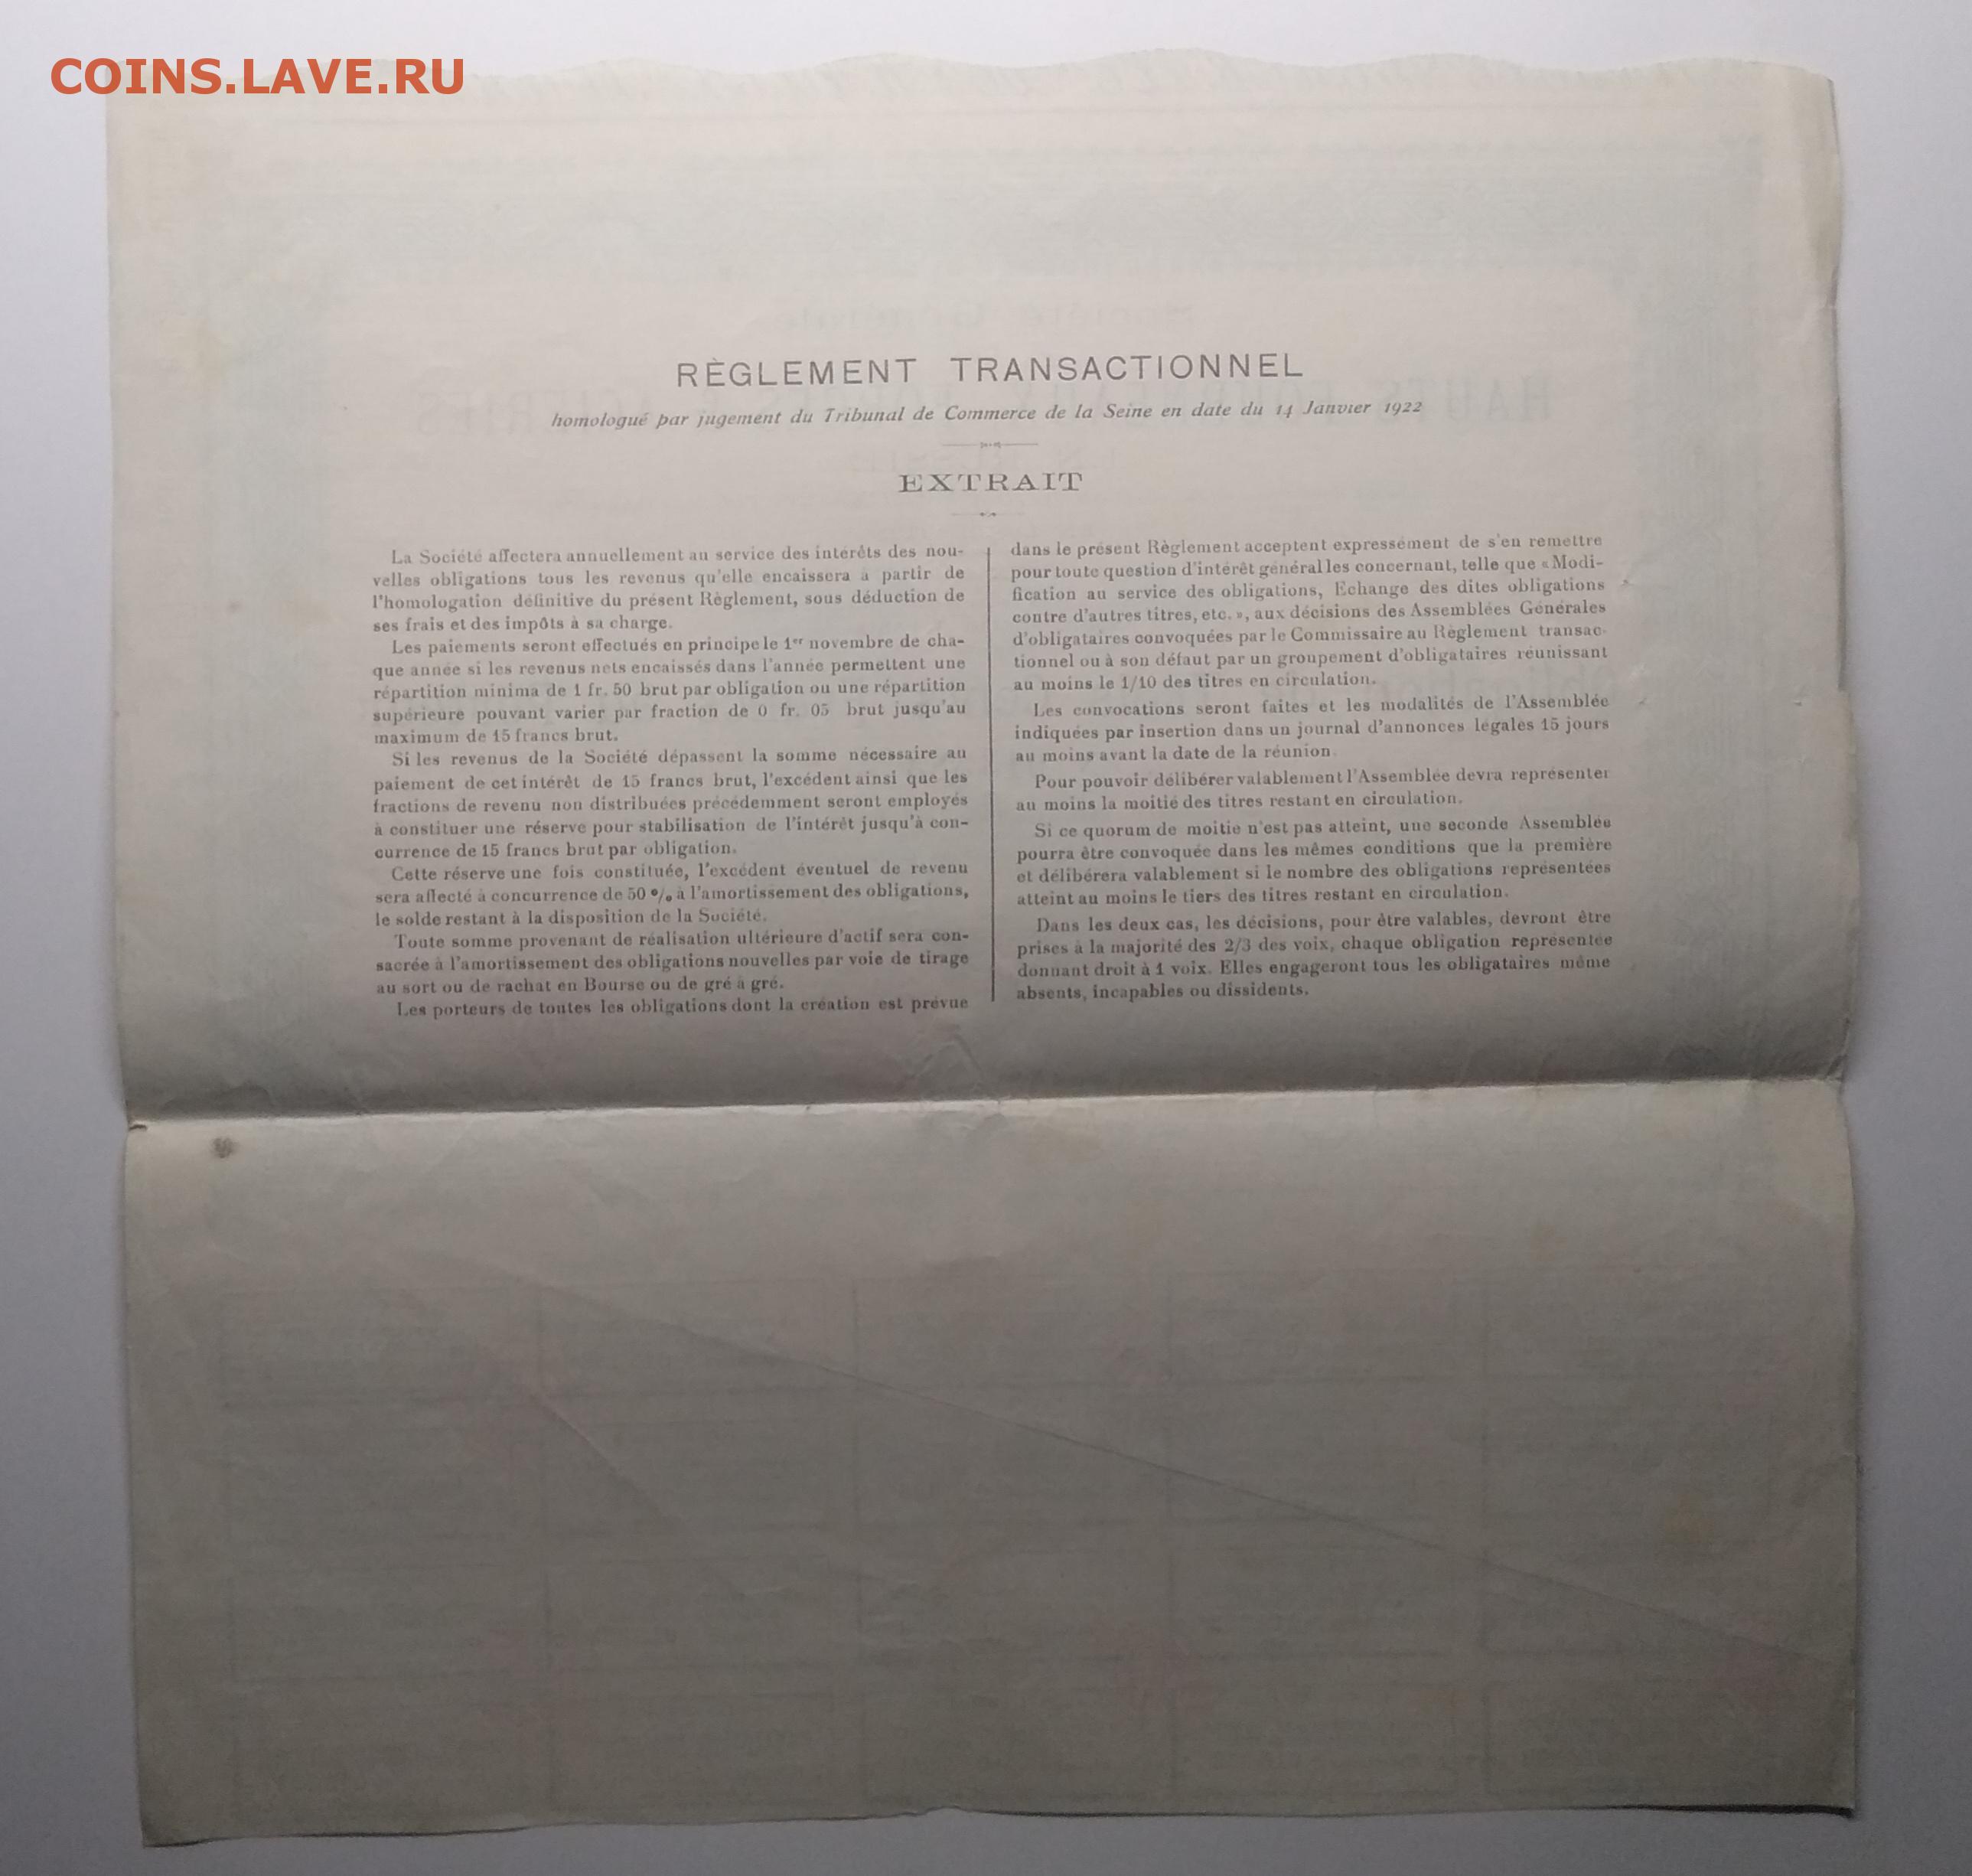 COINS.LAVE.RU
RÈGLEMENT TRANSACTIONNEL
homologué par jugement du Tribunal de Commerce de la Seine en date du 14 Janvier 1922
EXTRAIT
La Société affectera annuellement au service des intérêts des nou-
velles obligations tous les revenus qu'elle encaissera à partir de
l'homologation définitive du présent Règlement, sous déduction de
ses frais et des impôts à sa charge.
Les paiements seront effectués en principe le 1er novembre de cha-
que année si les revenus nets encaissés dans l'année permettent une
répartition minima de 1 fr. 50 brut par obligation ou une répartition
supérieure pouvant varier par fraction de 0 fr. 05 brut jusqu'au
maximum de 15 francs brut.
Si les revenus de la Société dépassent la somme nécessaire au
paiement de cet intérêt de 15 francs brut, l'excédent ainsi que les
fractions de revenu non distribuées précédemment seront employés
à constituer une réserve pour stabilisation de l'intérêt jusqu'à con-
currence de 15 francs brut par obligation.
Cette réserve une fois constituée, l'excédent éventuel de revenu
sera affecté à concurrence de 50 % à l'amortissement des obligations,
le solde restant à la disposition de la Société.
Toute somme provenant de réalisation ultérieure d'actif sera con-
sacrée à l'amortissement des obligations nouvelles par voie de tirage
au sort ou de rachat en Bourse ou de gré à gré.
Les porteurs de toutes les obligations dont la création est prévue
dans le présent Règlement acceptent expressément de s'en remettre
pour toute question d'intérêt général les concernant, telle que « Modi-
fication au service des obligations, Echange des dites obligations
contre d'autres titres, etc. », aux décisions des Assemblées Générales
d'obligataires convoquées par le Commissaire au Règlement transac-
tionnel ou à son défaut par un groupement d'obligataires réunissant
au moins le 1/10 des titres en circulation.
Les convocations seront faites et les modalités de l'Assemblée
indiquées par insertion dans un journal d'annonces légales 15 jours
au moins avant la date de la réunion.
Pour pouvoir délibérer valablement l'Assemblée devra représenter
au moins la moitié des titres restant en circulation.
Si ce quorum de moitie n'est pas atteint, une seconde Assemblée
pourra être convoquée dans les mêmes conditions que la première
et délibérera valablement si le nombre des obligations représentées
atteint au moins le tiers des titres restant en circulation.
Dans les deux cas, les décisions, pour être valables, devront être
prises à la majorité des 2/3 des voix, chaque obligation représentée
donnant droit à 1 voix. Elles engageront tous les obligataires même
absents, incapables ou dissidents.